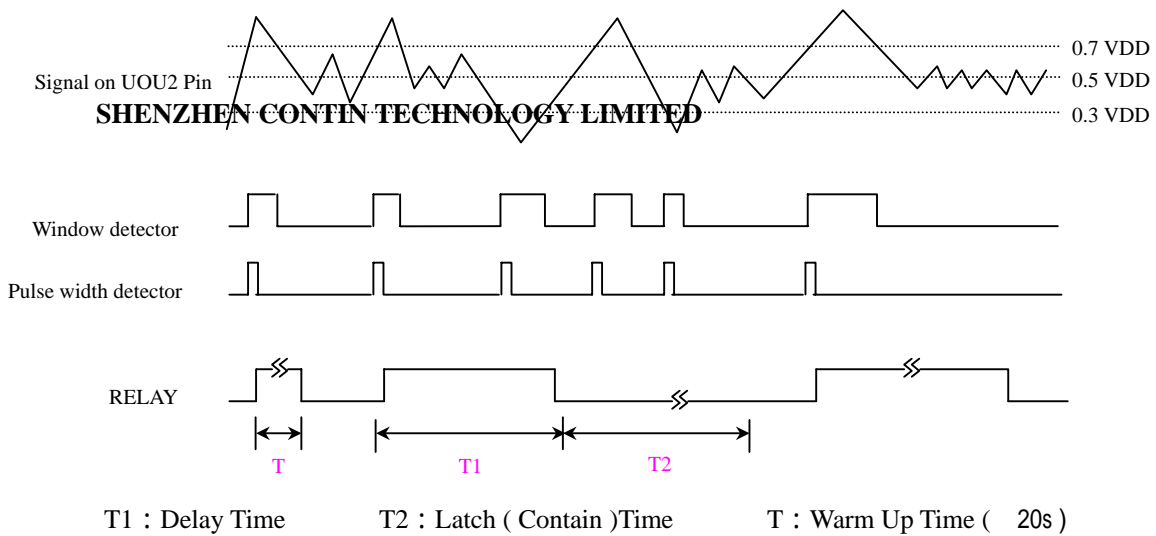 0.7 VDD
Signal on UOU2 Pin
0.5 VDD
SHENZHEN CONTIN TECHNOLOGY LIMITED
0.3 VDD
Window detector
Pulse width detector
RELAY
T T1 T2
T1：Delay Time T2：Latch ( Contain )Time T：Warm Up Time ( 20s )